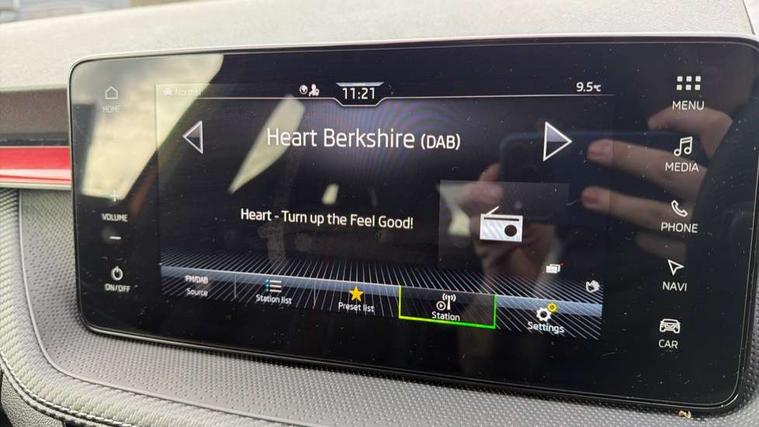 HOME
Normal
11:21
9.5°C
MENU
Heart Berkshire (DAB)
MEDIA
VOLUME
Heart - Turn up the Feel Good!
PHONE
ON/OFF
FM/DAB
Source
Station list
Preset list
Station
Settings
NAVI
CAR